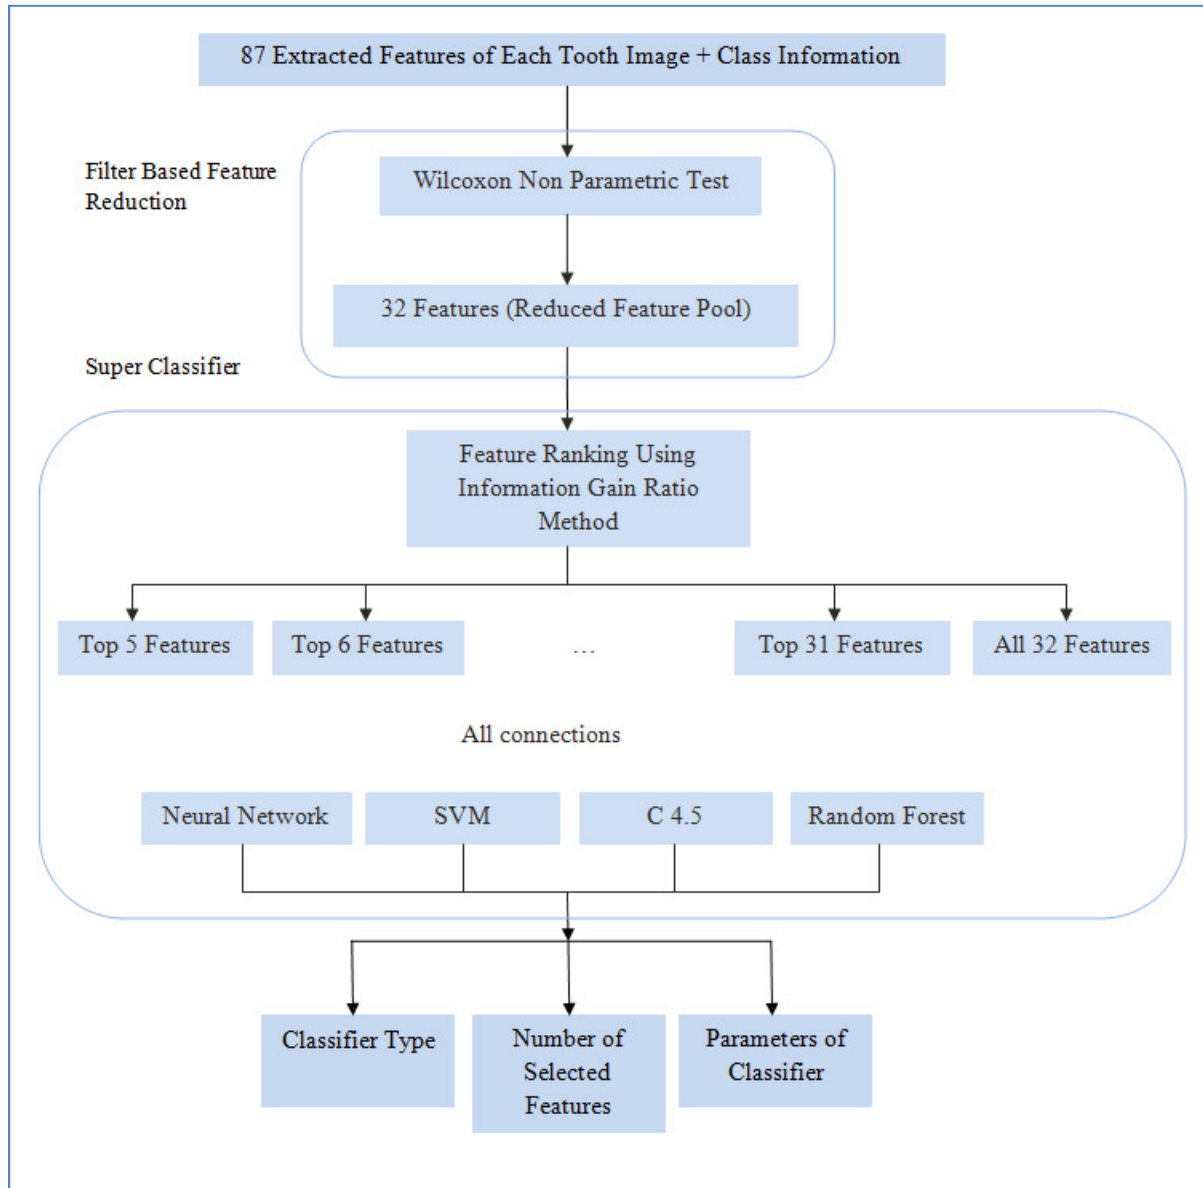 87 Extracted Features of Each Tooth Image + Class Information
Filter Based Feature
Reduction
Wilcoxon Non Parametric Test
32 Features (Reduced Feature Pool)
Super Classifier
Feature Ranking Using
Information Gain Ratio
Method
Top 5 Features
Top 6 Features
...
Top 31 Features
All 32 Features
All connections
Neural Network
SVM
C 4.5
Random Forest
Classifier Type
Number of
Selected
Features
Parameters of
Classifier